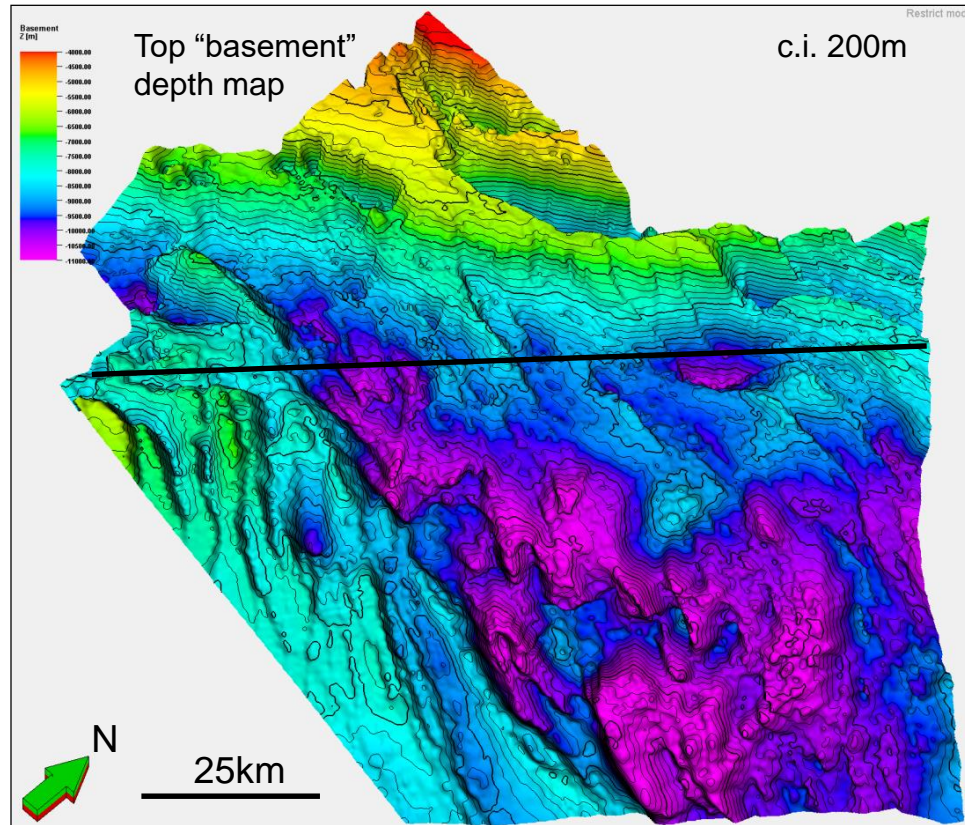 Restrict mod
Basement
Z [m]
Top “basement”
depth map
c.i. 200m
-4000.00
-4500.00
-5000.00
-5500.00
-6000.00
-6500.00
-7000.00
-7500.00
-8000.00
-8500.00
-9000.00
-9500.00
-10000.00
-10500.00
-11000.00
N
25km